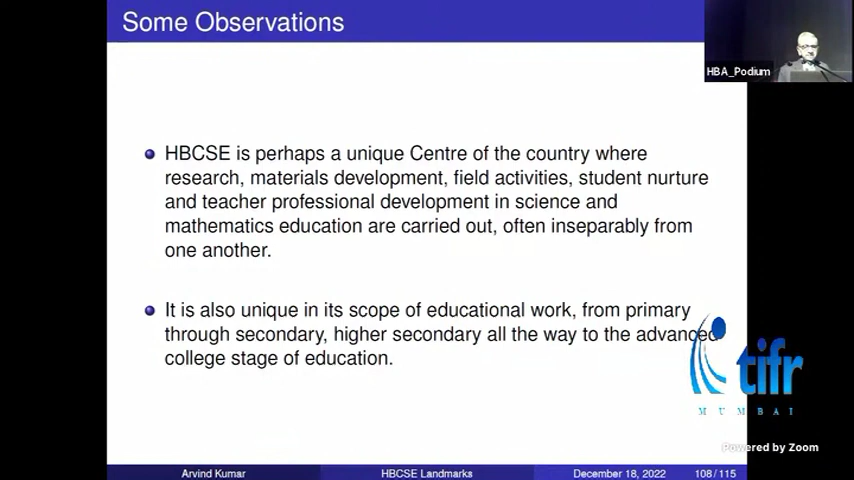 Some Observations
HBA_Podium
HBCSE is perhaps a unique Centre of the country where
research, materials development, field activities, student nurture
and teacher professional development in science and
mathematics education are carried out, often inseparably from
one another.
It is also unique in its scope of educational work, from primary
through secondary, higher secondary all the way to the advanced
college stage of education.
tifr
MUMBAI
Powered by Zoom
Arvind Kumar HBCSE Landmarks December 18, 2022 108/115